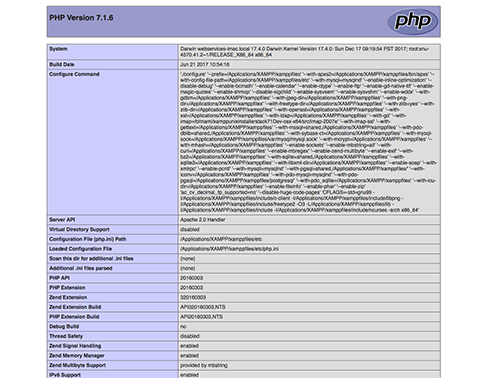 PHP Version 7.1.6
php
System Darwin webservices-imac.local 17.4.0 Darwin Kernel Version 17.4.0: Sun Dec 17 09:19:54 PST 2017; root:xnu-
4570.41.2~1/RELEASE_X86_64 x86_64
Build Date Jun 21 2017 10:54:16
Configure Command './configure' '--prefix=/Applications/XAMPP/xamppfiles' '--with-apxs2=/Applications/XAMPP/xamppfiles/bin/apxs' '--
with-config-file-path=/Applications/XAMPP/xamppfiles/etc' '--with-mysql=mysqlnd' '--enable-inline-optimization' '--
disable-debug' '--enable-bcmath' '--enable-calendar' '--enable-ctype' '--enable-ftp' '--enable-gd-native-ttf' '--enable-
magic-quotes' '--enable-shmop' '--disable-sigchild' '--enable-sysvsem' '--enable-sysvshm' '--enable-wddx' '--with-
gdbm=/Applications/XAMPP/xamppfiles' '--with-jpeg-dir=/Applications/XAMPP/xamppfiles' '--with-png-
dir=/Applications/XAMPP/xamppfiles' '--with-freetype-dir=/Applications/XAMPP/xamppfiles' '--with-zlib=yes' '--with-
zlib-dir=/Applications/XAMPP/xamppfiles' '--with-openssl=/Applications/XAMPP/xamppfiles' '--with-
xsl=/Applications/XAMPP/xamppfiles' '--with-ldap=/Applications/XAMPP/xamppfiles' '--with-gd' '--with-
imap=/bitnami/xamppunixinstallerstack71Dev-osx-x64/src/imap-2007e' '--with-imap-ssl' '--with-
gettext=/Applications/XAMPP/xamppfiles' '--with-mssql=shared,/Applications/XAMPP/xamppfiles' '--with-pdo-
dblib=shared,/Applications/XAMPP/xamppfiles' '--with-sybase-ct=/Applications/XAMPP/xamppfiles' '--with-mysql-
sock=/Applications/XAMPP/xamppfiles/var/mysql/mysql.sock' '--with-mcrypt=/Applications/XAMPP/xamppfiles' '--
with-mhash=/Applications/XAMPP/xamppfiles' '--enable-sockets' '--enable-mbstring=all' '--with-
curl=/Applications/XAMPP/xamppfiles' '--enable-mbregex' '--enable-zend-multibyte' '--enable-exif' '--with-
bz2=/Applications/XAMPP/xamppfiles' '--with-sqlite=shared,/Applications/XAMPP/xamppfiles' '--with-
sqlite3=/Applications/XAMPP/xamppfiles' '--with-libxml-dir=/Applications/XAMPP/xamppfiles' '--enable-soap' '--with-
xmlrpc' '--enable-pcntl' '--with-mysqli=mysqlnd' '--with-pgsql=shared,/Applications/XAMPP/xamppfiles/' '--with-
iconv=/Applications/XAMPP/xamppfiles' '--with-pdo-mysql=mysqlnd' '--with-pdo-
pgsql=/Applications/XAMPP/xamppfiles/postgresql' '--with-pdo_sqlite=/Applications/XAMPP/xamppfiles' '--with-icu-
dir=/Applications/XAMPP/xamppfiles' '--enable-fileinfo' '--enable-phar' '--enable-zip'
'ac_cv_decimal_fp_supported=no' '--disable-huge-code-pages' 'CFLAGS=-std=gnu99 -
I/Applications/XAMPP/xamppfiles/include/c-client -I/Applications/XAMPP/xamppfiles/include/libpng -
I/Applications/XAMPP/xamppfiles/include/freetype2 -O3 -L/Applications/XAMPP/xamppfiles/lib -
I/Applications/XAMPP/xamppfiles/include -I/Applications/XAMPP/xamppfiles/include/ncurses -arch x86_64'
Server API Apache 2.0 Handler
Virtual Directory Support disabled
Configuration File (php.ini) Path /Applications/XAMPP/xamppfiles/etc
Loaded Configuration File /Applications/XAMPP/xamppfiles/etc/php.ini
Scan this dir for additional .ini files (none)
Additional .ini files parsed (none)
PHP API 20160303
PHP Extension 20160303
Zend Extension 320160303
Zend Extension Build API320160303,NTS
PHP Extension Build API20160303,NTS
Debug Build no
Thread Safety disabled
Zend Signal Handling enabled
Zend Memory Manager enabled
Zend Multibyte Support provided by mbstring
IPv6 Support enabled